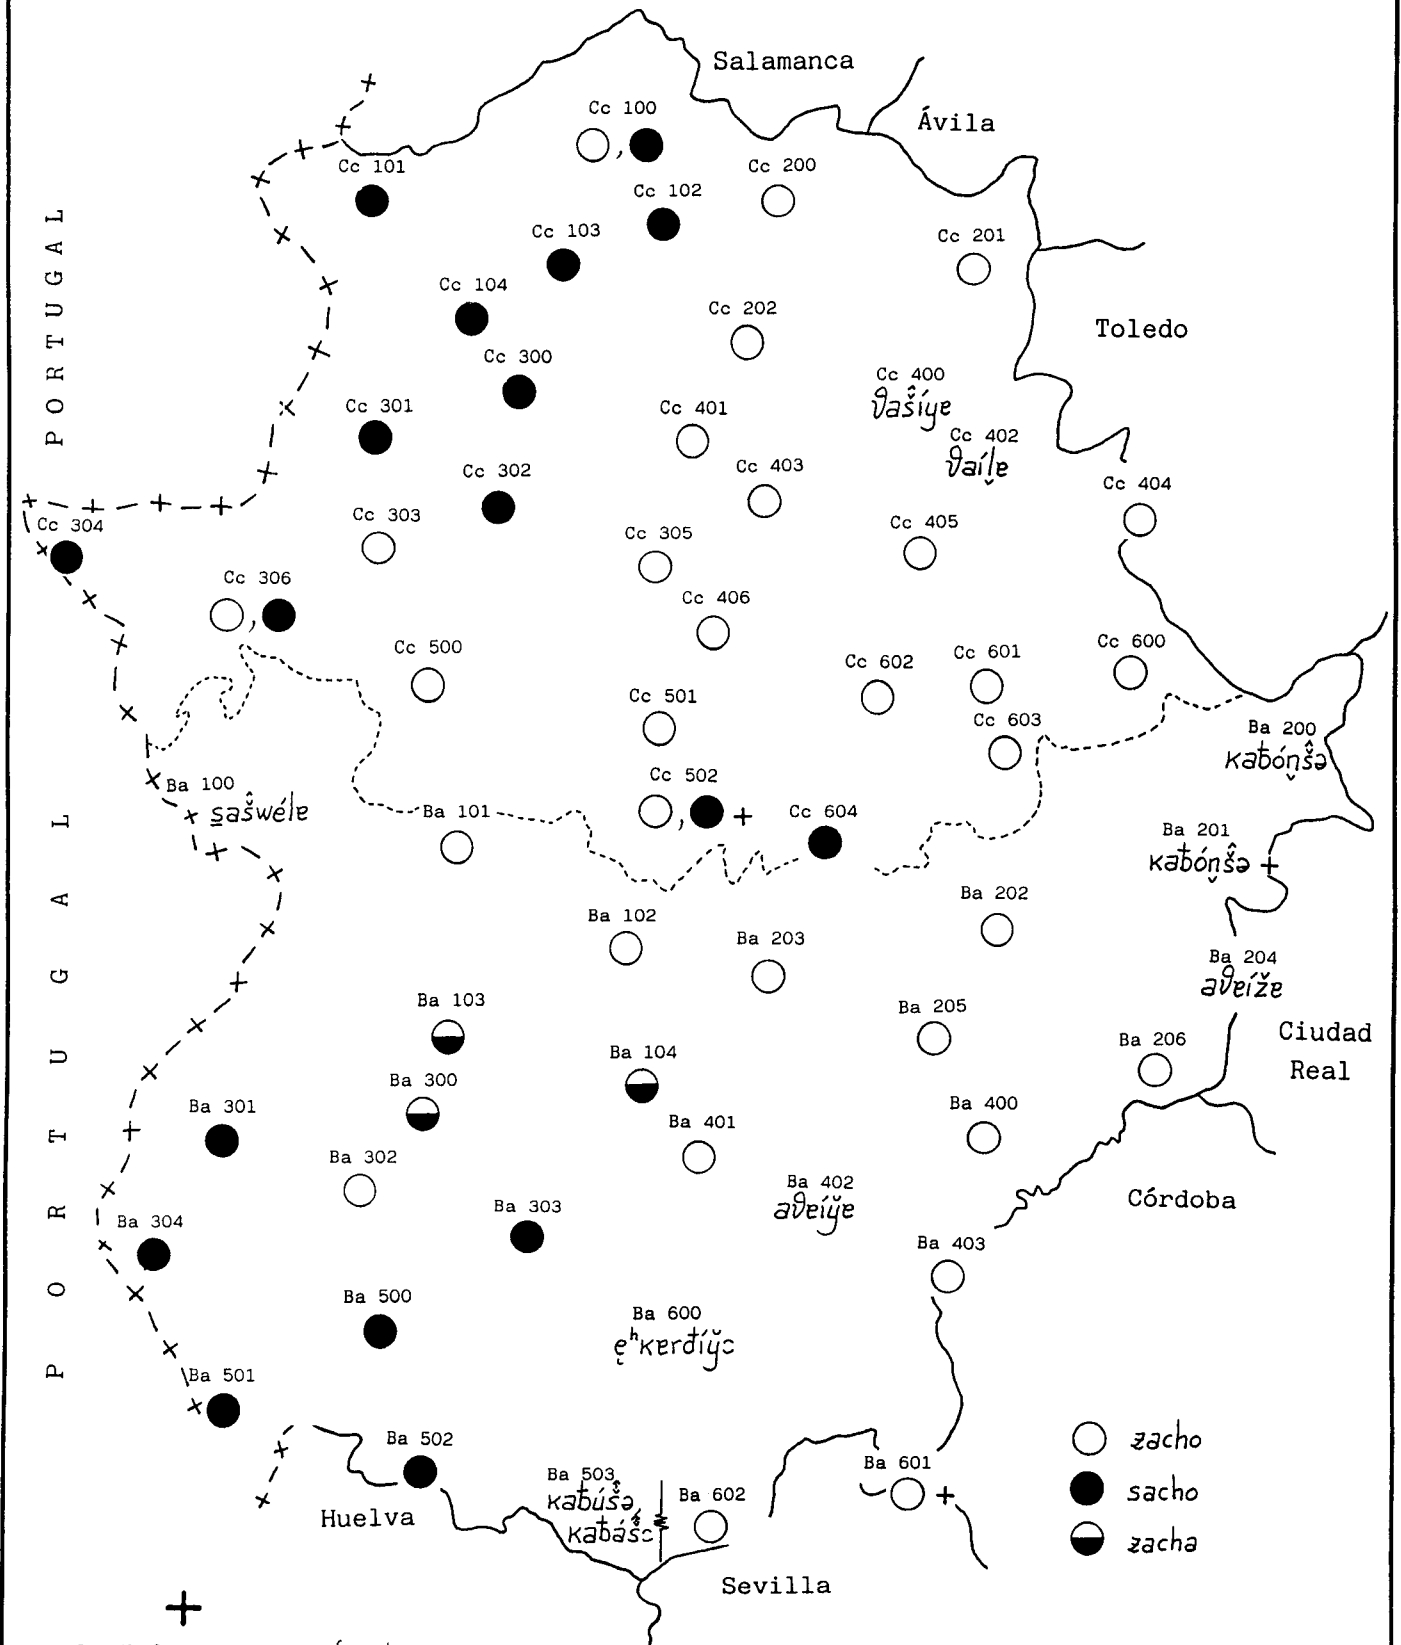 Salamanca
Ávila
Cc 100
,
Cc 101
Cc 102
Cc 200
Cc 103
Cc 201
Cc 104
Cc 202
Toledo
PORTUGAL
Cc 300
Cc 400
Cc 301
Cc 401
Cc 402
Cc 302
Cc 403
Cc 404
Cc 303
Cc 304
Cc 305
Cc 405
Cc 306
,
Cc 406
Cc 500
Cc 602
Cc 601
Cc 600
Cc 501
Cc 603
Ba 200
Ba 100
Cc 502
, +
Cc 604
Ba 101
Ba 201
+
Ba 102
Ba 202
Ba 203
Ba 204
PORTUGAL
Ba 103
Ba 205
Ciudad
Real
Ba 104
Ba 206
Ba 300
Ba 301
Ba 400
Ba 401
Ba 302
Ba 402
Córdoba
Ba 303
Ba 304
Ba 403
Ba 500
Ba 600
Ba 501
Ba 502
zacho
Ba 601
+
Ba 503
Ba 602
sacho
Huelva
zacha
Sevilla
+